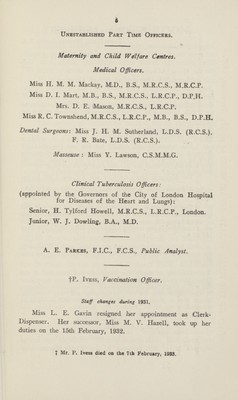 4
UNESTABLISHED PART TIME OFFICERS.
Maternity and Child Welfare Centres.
Medical Officers.
Miss H. M. M. Mackay, M.D., B.S., M.R.C.S., M.R.C.P.
Miss D. I. Mart, M.B., B.S., M.R.C.S., L.R.C.P., D.P.H.
Mrs. D. E. Mason, M.R.C.S., L.R.C.P.
Miss R. C. Townshend, M.R.C.S., L.R.C.P., M.B., B.S., D.P.H.
Dental Surgeons: Miss J. H. M. Sutherland, L.D.S. (R.C.S.).
F. R. Bate, L.D.S. (R.C.S.).
Masseuse : Miss Y. Lawson, C.S.M.M.G.
Clinical Tuberculosis Officers:
(appointed by the Governors of the City of London Hospital
for Diseases of the Heart and Lungs):
Senior, H. Tylford Howell, M.R.C.S., L.R.C.P., London.
Junior, W. J. Dowling, B.A., M.D.
A. E. PARKES, F.I.C., F.C.S., Public Analyst.
†F. IVESS, Vaccination Officer.
Staff changes during 1931.
Miss L. E. Gavin resigned her appointment as Clerk-
Dispenser. Her successor, Miss M. V. Hazell, took up her
duties on the 15th February, 1932.
‡ Mr. F. Ivess died on the 7th February, 1932.